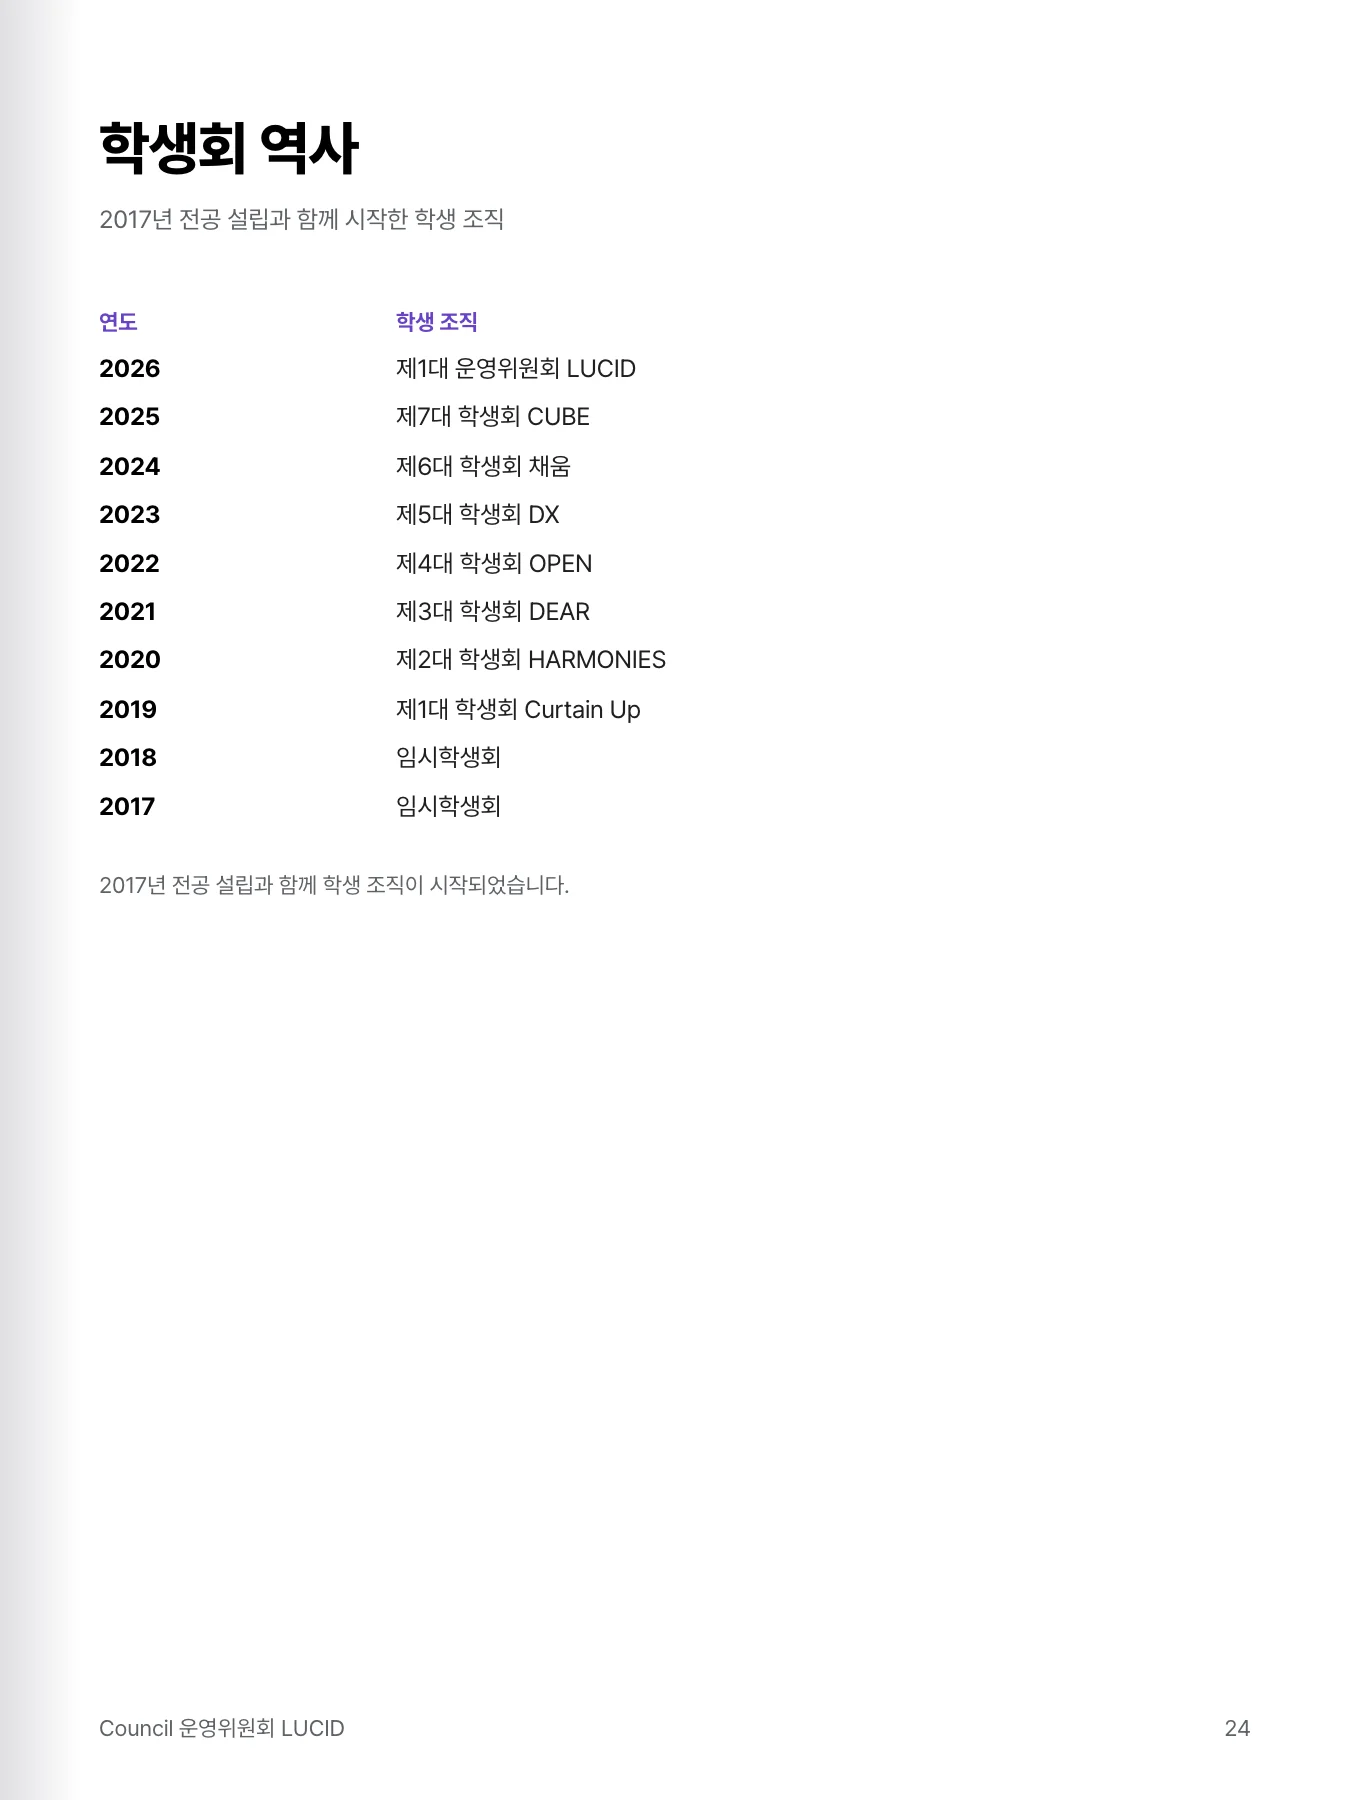 학생회 역사
2017년 전공 설립과 함께 시작한 학생 조직
연도 학생 조직
2026 제1대 운영위원회 LUCID
2025 제7대 학생회 CUBE
2024 제6대 학생회 채움
2023 제5대 학생회 DX
2022 제4대 학생회 OPEN
2021 제3대 학생회 DEAR
2020 제2대 학생회 HARMONIES
2019 제1대 학생회 Curtain Up
2018 임시학생회
2017 임시학생회
2017년 전공 설립과 함께 학생 조직이 시작되었습니다.
Council 운영위원회 LUCID 24